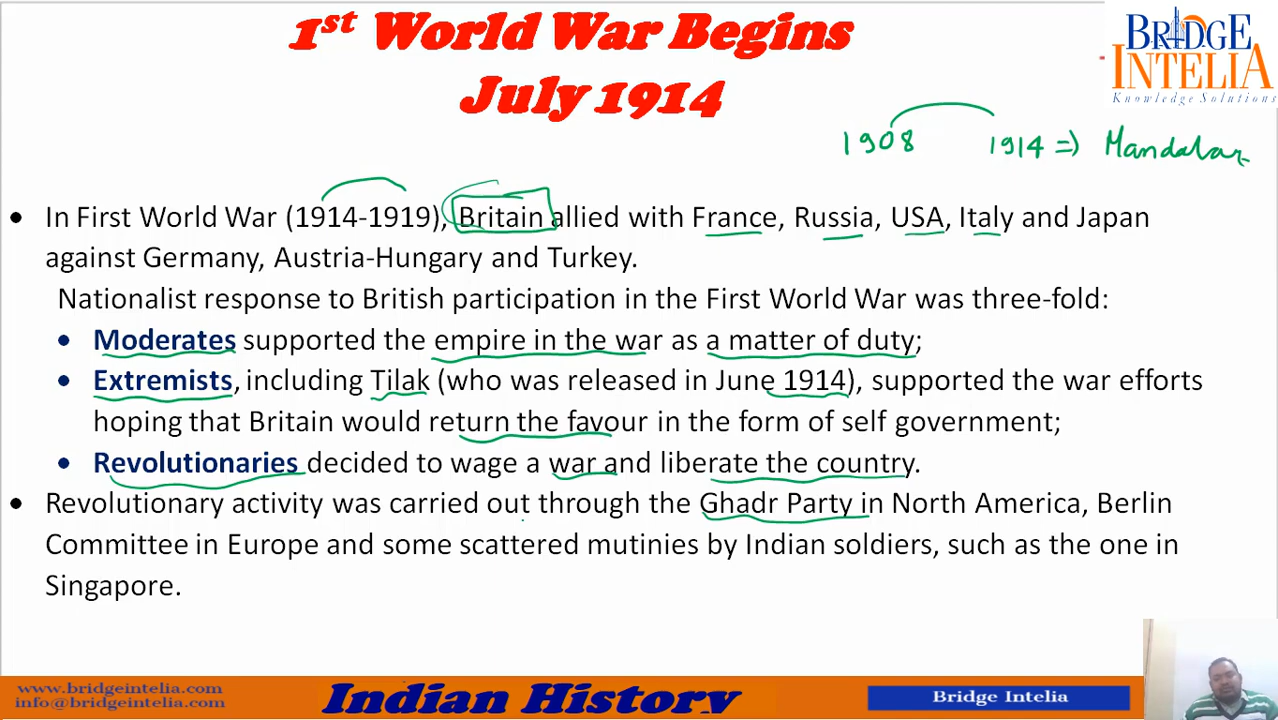 1st World War Begins
July 1914
BRIDGE
INTELIA
Knowledge Solutions
1908 1914 => Mandalay
• In First World War (1914-1919), Britain allied with France, Russia, USA, Italy and Japan
against Germany, Austria-Hungary and Turkey.
Nationalist response to British participation in the First World War was three-fold:
• Moderates supported the empire in the war as a matter of duty;
• Extremists, including Tilak (who was released in June 1914), supported the war efforts
hoping that Britain would return the favour in the form of self government;
• Revolutionaries decided to wage a war and liberate the country.
• Revolutionary activity was carried out through the Ghadr Party in North America, Berlin
Committee in Europe and some scattered mutinies by Indian soldiers, such as the one in
Singapore.
www.bridgeintelia.com
info@bridgeintelia.com
Indian History
Bridge Intelia